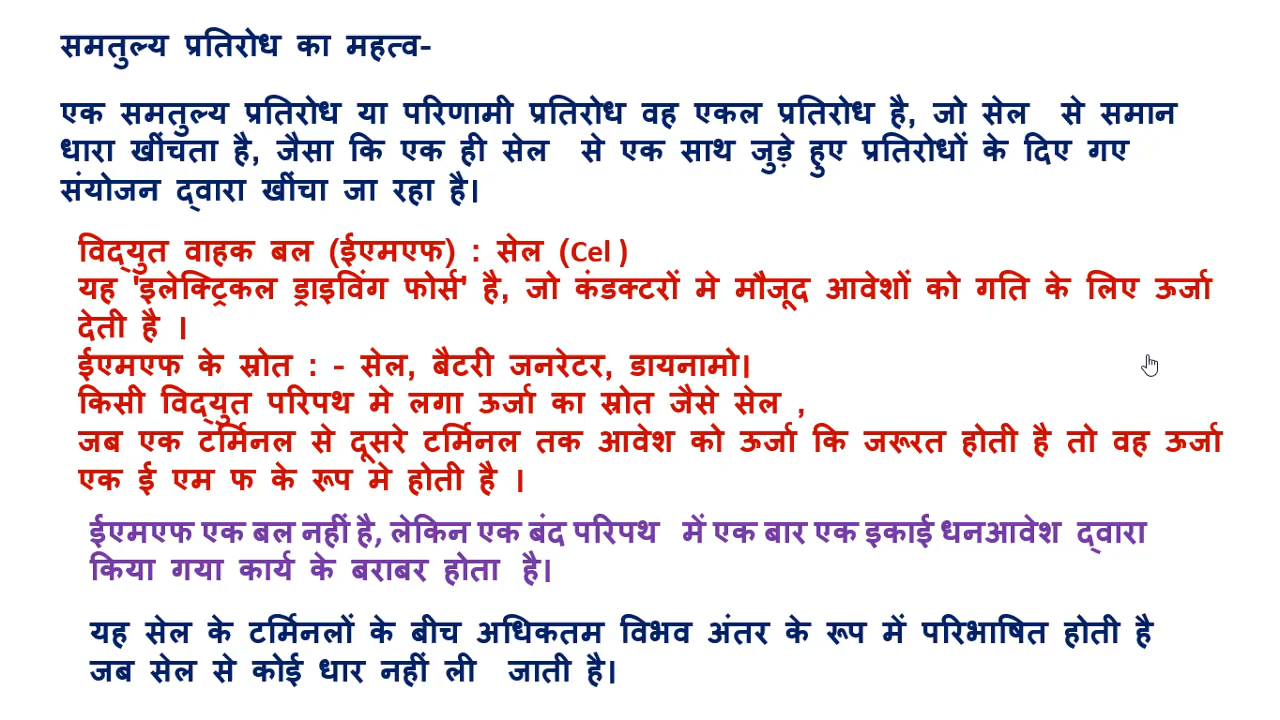 समतुल्य प्रतिरोध का महत्व-
एक समतुल्य प्रतिरोध या परिणामी प्रतिरोध वह एकल प्रतिरोध है, जो सेल से समान
धारा खींचता है, जैसा कि एक ही सेल से एक साथ जुड़े हुए प्रतिरोधों के दिए गए
संयोजन द्वारा खींचा जा रहा है।
विद्युत वाहक बल (ईएमएफ) : सेल (Cel )
यह 'इलेक्ट्रिकल ड्राइविंग फोर्स' है, जो कंडक्टरों मे मौजूद आवेशों को गति के लिए ऊर्जा
देती है ।
ईएमएफ के स्रोत : - सेल, बैटरी जनरेटर, डायनामो।
किसी विद्युत परिपथ मे लगा ऊर्जा का स्रोत जैसे सेल ,
जब एक टर्मिनल से दूसरे टर्मिनल तक आवेश को ऊर्जा कि जरूरत होती है तो वह ऊर्जा
एक ई एम फ के रूप मे होती है ।
ईएमएफ एक बल नहीं है, लेकिन एक बंद परिपथ में एक बार एक इकाई धनआवेश द्वारा
किया गया कार्य के बराबर होता है।
यह सेल के टर्मिनलों के बीच अधिकतम विभव अंतर के रूप में परिभाषित होती है
जब सेल से कोई धार नहीं ली जाती है।